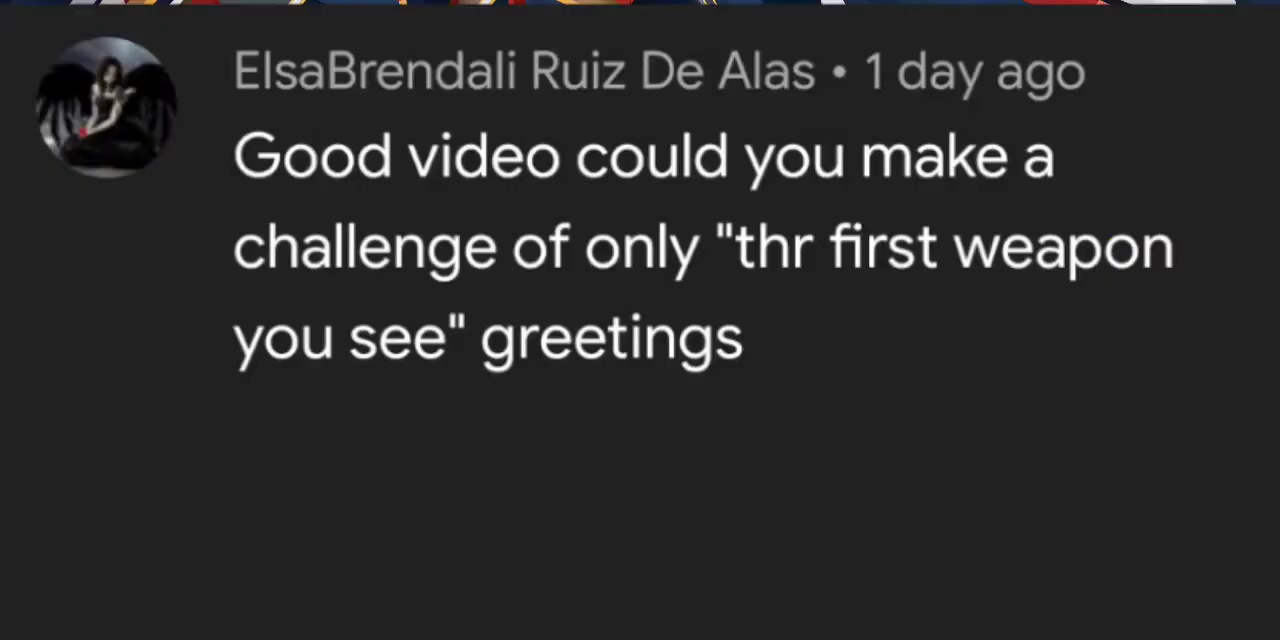 ElsaBrendali Ruiz De Alas • 1 day ago
Good video could you make a
challenge of only "thr first weapon
you see" greetings